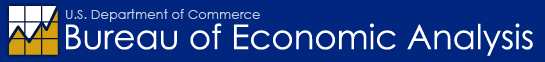 U.S. Department of Commerce
Bureau of Economic Analysis